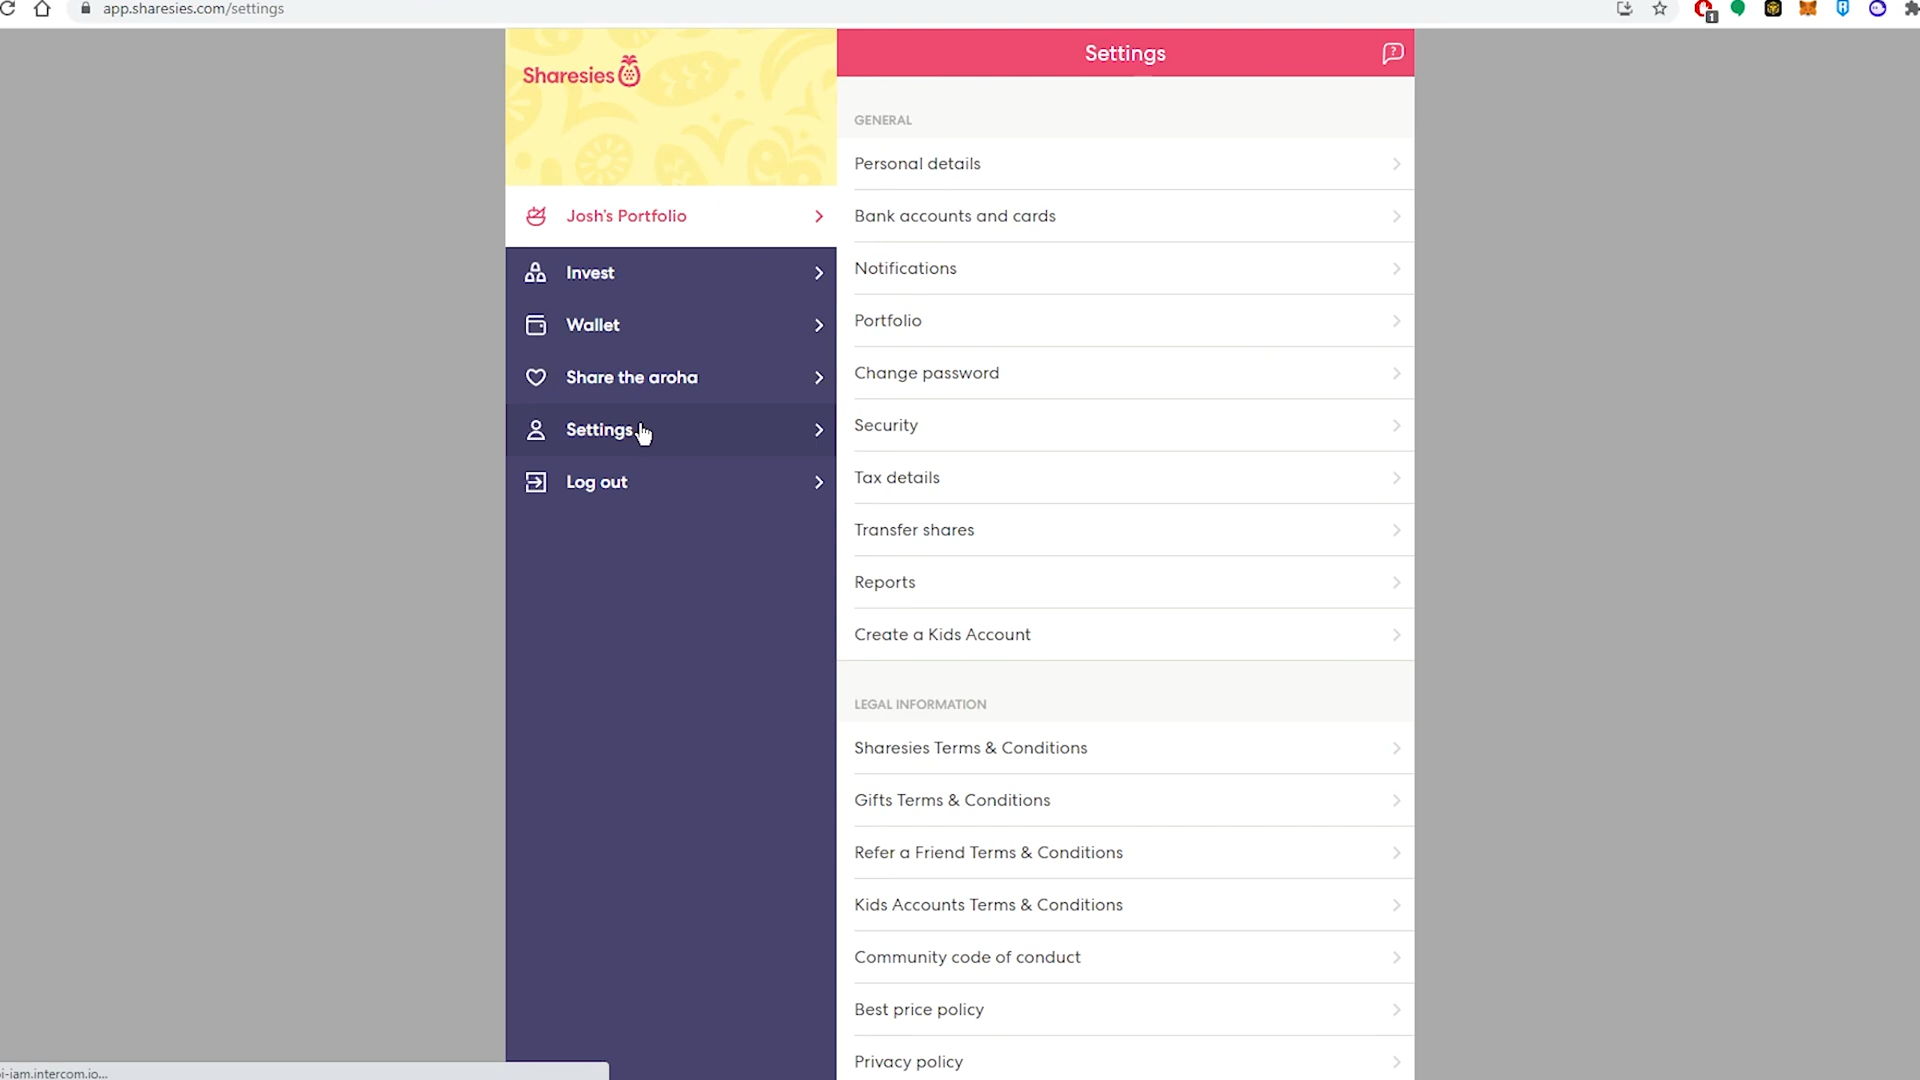 app.sharesies.com/settings
1
Sharesies
Settings
?
GENERAL
Josh's Portfolio
Invest
Wallet
Share the aroha
Settings
Log out
Personal details
Bank accounts and cards
Notifications
Portfolio
Change password
Security
Tax details
Transfer shares
Reports
Create a Kids Account
LEGAL INFORMATION
Sharesies Terms & Conditions
Gifts Terms & Conditions
Refer a Friend Terms & Conditions
Kids Accounts Terms & Conditions
Community code of conduct
Best price policy
Privacy policy
i-iam.intercom.io...